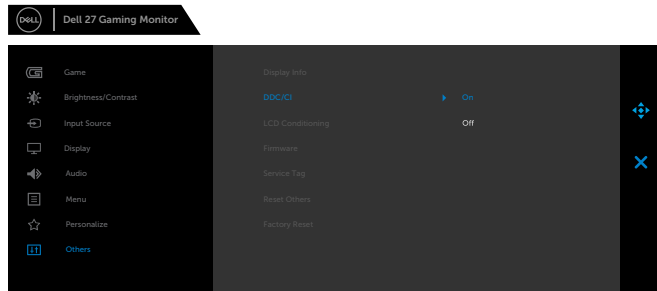 DELL
Dell 27 Gaming Monitor
Game
Display Info
Brightness/Contrast
DDC/CI
On
Input Source
LCD Conditioning
Off
Display
Firmware
Audio
Service Tag
Menu
Reset Others
Personalize
Factory Reset
Others